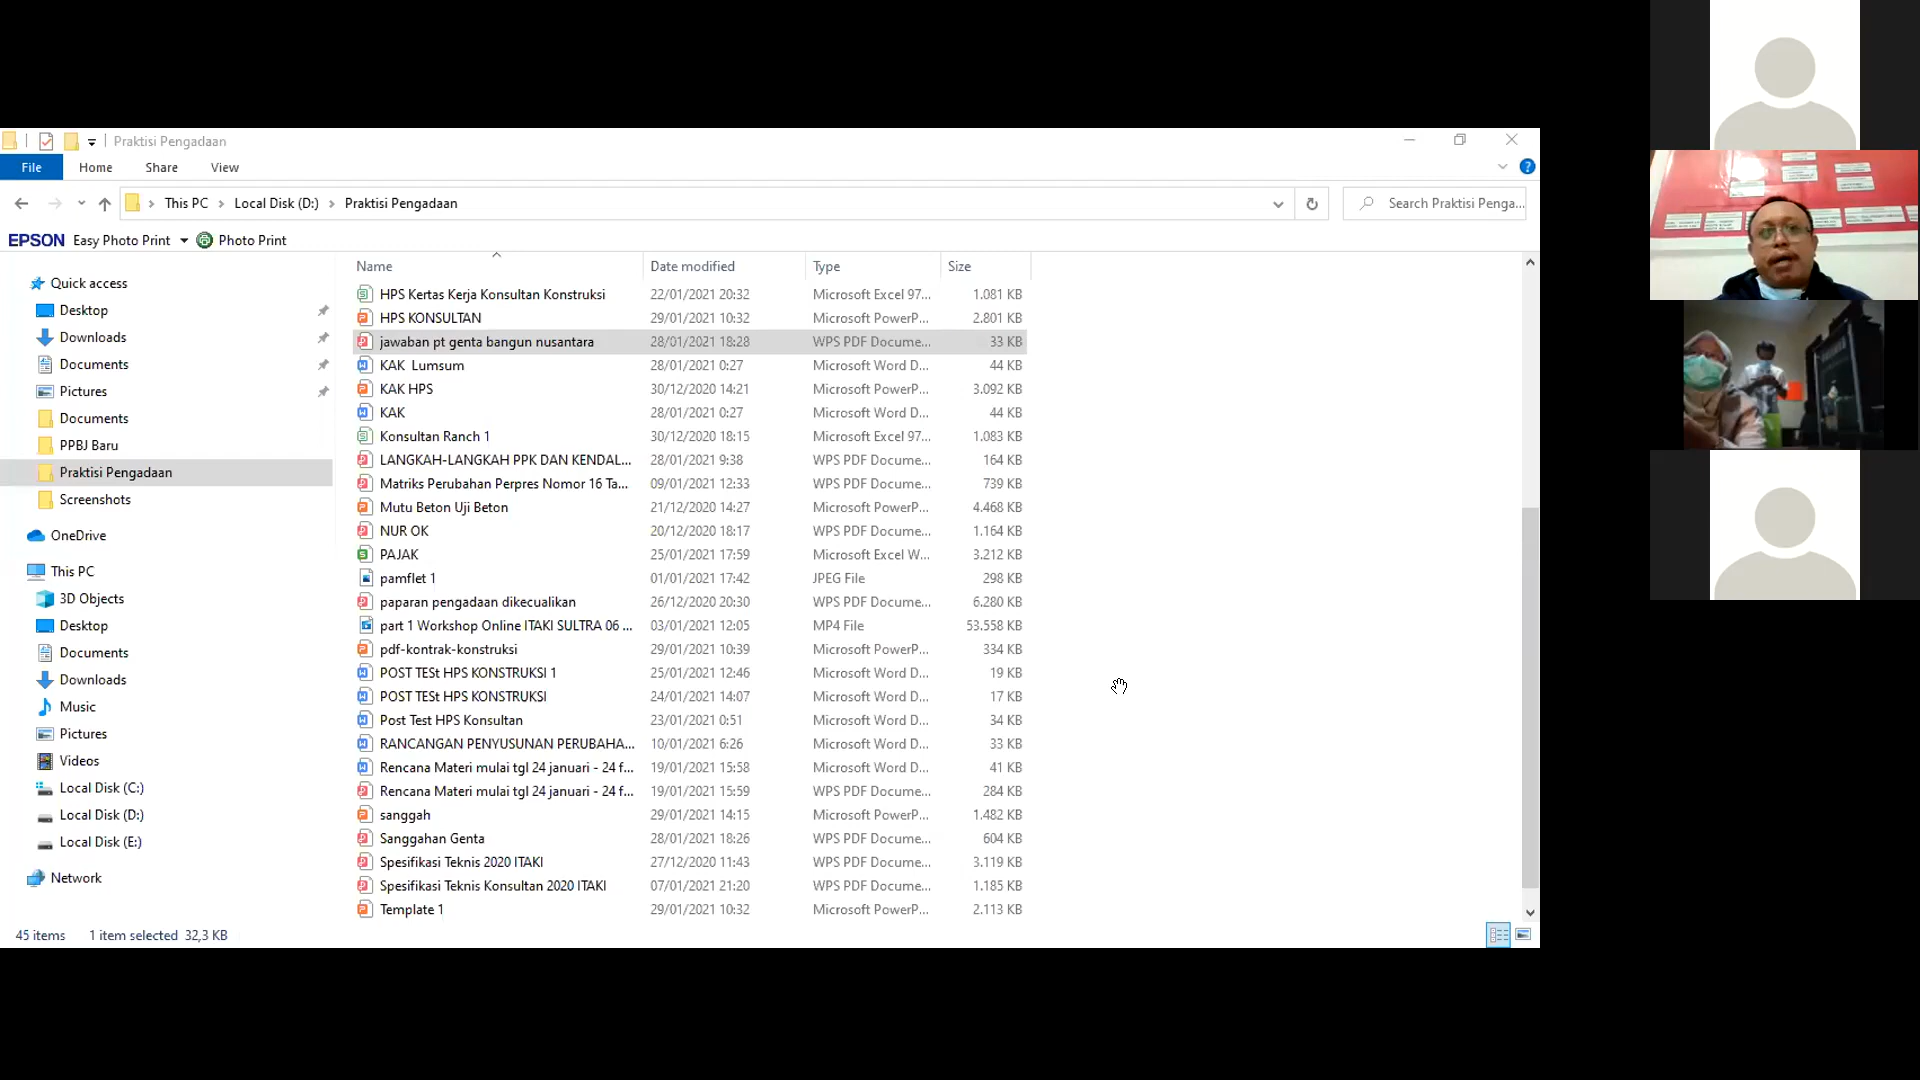 Praktisi Pengadaan
File Home Share View
This PC Local Disk (D:) Praktisi Pengadaan Search Praktisi Penga...
EPSON Easy Photo Print Photo Print
Quick access
Desktop
Downloads
Documents
Pictures
Documents
PPBJ Baru
Praktisi Pengadaan
Screenshots
OneDrive
This PC
3D Objects
Desktop
Documents
Downloads
Music
Pictures
Videos
Local Disk (C:)
Local Disk (D:)
Local Disk (E:)
Network
Name Date modified Type Size
HPS Kertas Kerja Konsultan Konstruksi 22/01/2021 20:32 Microsoft Excel 97... 1.081 KB
HPS KONSULTAN 29/01/2021 10:32 Microsoft PowerP... 2.801 KB
jawaban pt genta bangun nusantara 28/01/2021 18:28 WPS PDF Docume... 33 KB
KAK Lumsum 28/01/2021 0:27 Microsoft Word D... 44 KB
KAK HPS 30/12/2020 14:21 Microsoft PowerP... 3.092 KB
KAK 28/01/2021 0:27 Microsoft Word D... 44 KB
Konsultan Ranch 1 30/12/2020 18:15 Microsoft Excel 97... 1.083 KB
LANGKAH-LANGKAH PPK DAN KENDAL... 28/01/2021 9:38 WPS PDF Docume... 164 KB
Matriks Perubahan Perpres Nomor 16 Ta... 09/01/2021 12:33 WPS PDF Docume... 739 KB
Mutu Beton Uji Beton 21/12/2020 14:27 Microsoft PowerP... 4.468 KB
NUR OK 20/12/2020 18:17 WPS PDF Docume... 1.164 KB
PAJAK 25/01/2021 17:59 Microsoft Excel W... 3.212 KB
pamflet 1 01/01/2021 17:42 JPEG File 298 KB
paparan pengadaan dikecualikan 26/12/2020 20:30 WPS PDF Docume... 6.280 KB
part 1 Workshop Online ITAKI SULTRA 06 ... 03/01/2021 12:05 MP4 File 53.558 KB
pdf-kontrak-konstruksi 29/01/2021 10:39 Microsoft PowerP... 334 KB
POST TESt HPS KONSTRUKSI 1 25/01/2021 12:46 Microsoft Word D... 19 KB
POST TESt HPS KONSTRUKSI 24/01/2021 14:07 Microsoft Word D... 17 KB
Post Test HPS Konsultan 23/01/2021 0:51 Microsoft Word D... 34 KB
RANCANGAN PENYUSUNAN PERUBAHA... 10/01/2021 6:26 Microsoft Word D... 33 KB
Rencana Materi mulai tgl 24 januari - 24 f... 19/01/2021 15:58 Microsoft Word D... 41 KB
Rencana Materi mulai tgl 24 januari - 24 f... 19/01/2021 15:59 WPS PDF Docume... 284 KB
sanggah 29/01/2021 14:15 Microsoft PowerP... 1.482 KB
Sanggahan Genta 28/01/2021 18:26 WPS PDF Docume... 604 KB
Spesifikasi Teknis 2020 ITAKI 27/12/2020 11:43 WPS PDF Docume... 3.119 KB
Spesifikasi Teknis Konsultan 2020 ITAKI 07/01/2021 21:20 WPS PDF Docume... 1.185 KB
Template 1 29/01/2021 10:32 Microsoft PowerP... 2.113 KB
45 items 1 item selected 32,3 KB